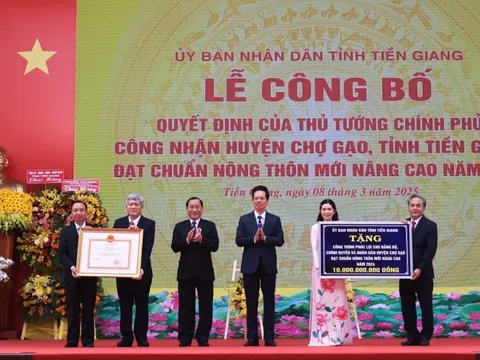 ỦY BAN NHÂN DÂN TỈNH TIỀN GIANG
LỄ CÔNG BỐ
QUYẾT ĐỊNH CỦA THỦ TƯỚNG CHÍNH PHỦ
CÔNG NHẬN HUYỆN CHỢ GẠO, TỈNH TIỀN G
ĐẠT CHUẨN NÔNG THÔN MỚI NÂNG CAO NĂM
Tiền Giang, ngày 08 tháng 3 năm 2025
ỦY BAN NHÂN DÂN TỈNH TIỀN GIANG
TẶNG
CÔNG TRÌNH PHÚC LỢI CHO ĐẢNG BỘ,
CHÍNH QUYỀN VÀ NHÂN DÂN HUYỆN CHỢ GẠO
ĐẠT CHUẨN NÔNG THÔN MỚI NÂNG CAO
NĂM 2024
10.000.000.000 ĐỒNG